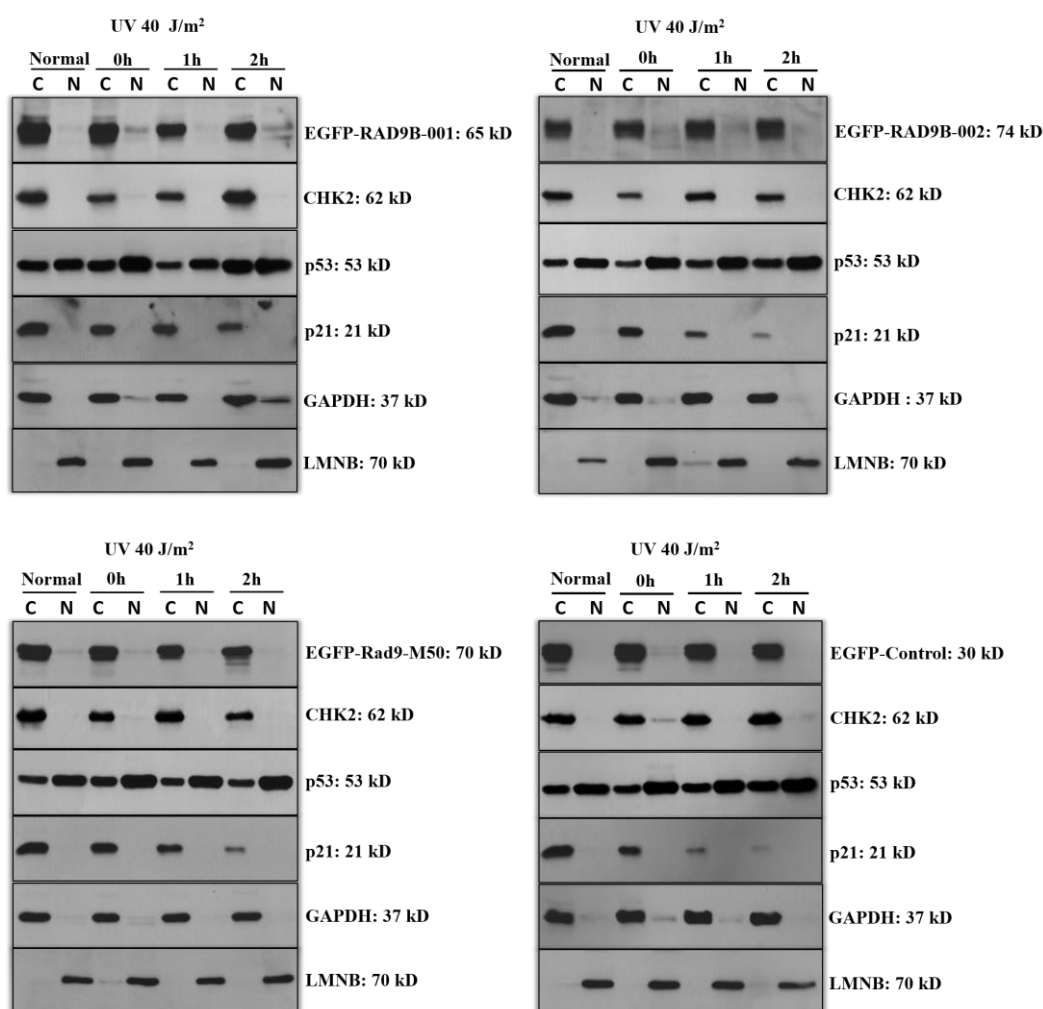 UV 40 J/m²
Normal 0h 1h 2h
C N C N C N C N
EGFP-RAD9B-001: 65 kD
CHK2: 62 kD
p53: 53 kD
p21: 21 kD
GAPDH: 37 kD
LMNB: 70 kD
UV 40 J/m²
Normal 0h 1h 2h
C N C N C N C N
EGFP-RAD9B-002: 74 kD
CHK2: 62 kD
p53: 53 kD
p21: 21 kD
GAPDH : 37 kD
LMNB: 70 kD
UV 40 J/m²
Normal 0h 1h 2h
C N C N C N C N
EGFP-Rad9-M50: 70 kD
CHK2: 62 kD
p53: 53 kD
p21: 21 kD
GAPDH: 37 kD
LMNB: 70 kD
UV 40 J/m²
Normal 0h 1h 2h
C N C N C N C N
EGFP-Control: 30 kD
CHK2: 62 kD
p53: 53 kD
p21: 21 kD
GAPDH: 37 kD
LMNB: 70 kD